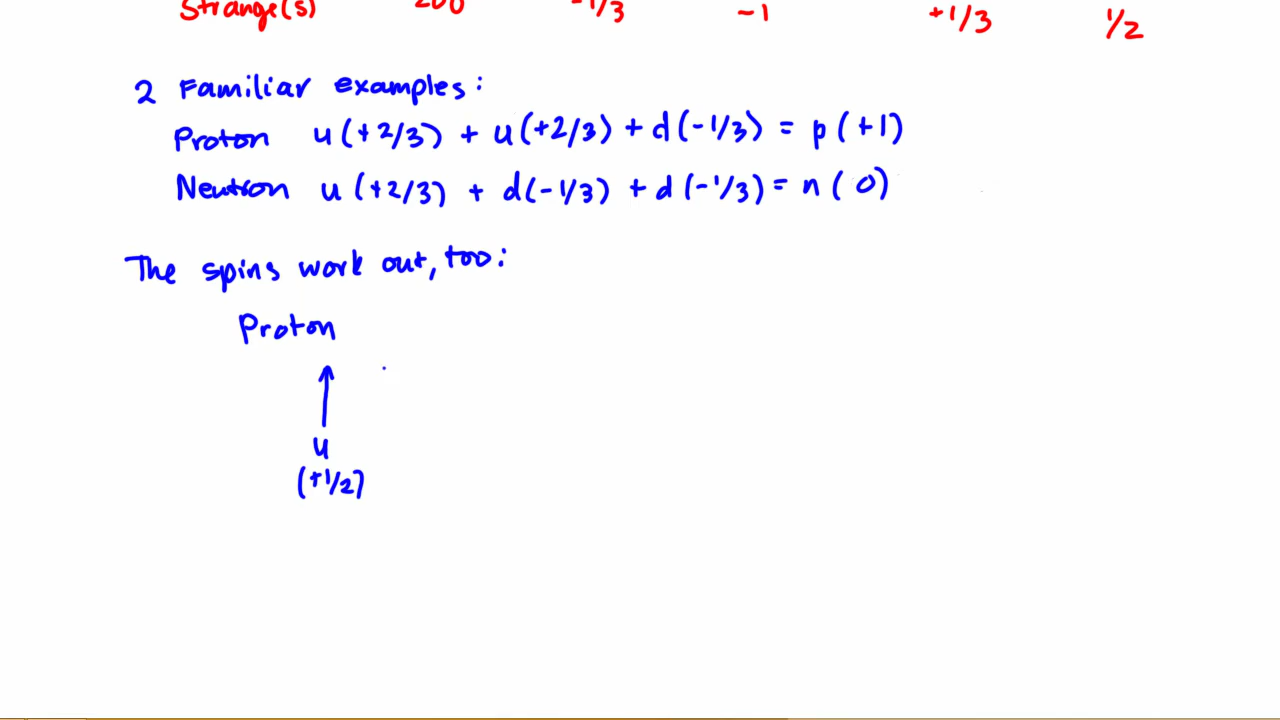 Strange(s) 200 -1/3 -1 +1/3 1/2
2 Familiar examples:
Proton u(+2/3) + u(+2/3) + d(-1/3) = p(+1)
Neutron u(+2/3) + d(-1/3) + d(-1/3) = n(0)
The spins work out, too:
Proton
u
(+1/2)